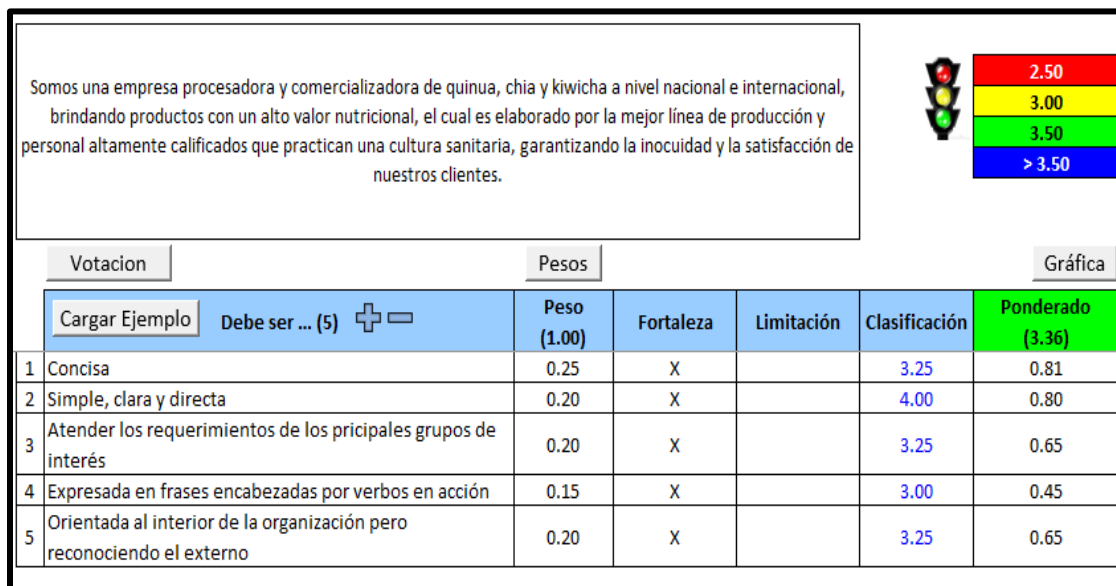 Somos una empresa procesadora y comercializadora de quinua, chia y kiwicha a nivel nacional e internacional,
brindando productos con un alto valor nutricional, el cual es elaborado por la mejor línea de producción y
personal altamente calificados que practican una cultura sanitaria, garantizando la inocuidad y la satisfacción de
nuestros clientes.
2.50
3.00
3.50
> 3.50
Votacion Pesos Gráfica
Cargar Ejemplo Debe ser ... (5) Peso (1.00) Fortaleza Limitación Clasificación Ponderado (3.36)
1 Concisa 0.25 X 3.25 0.81
2 Simple, clara y directa 0.20 X 4.00 0.80
3 Atender los requerimientos de los pricipales grupos de
interés 0.20 X 3.25 0.65
4 Expresada en frases encabezadas por verbos en acción 0.15 X 3.00 0.45
5 Orientada al interior de la organización pero
reconociendo el externo 0.20 X 3.25 0.65